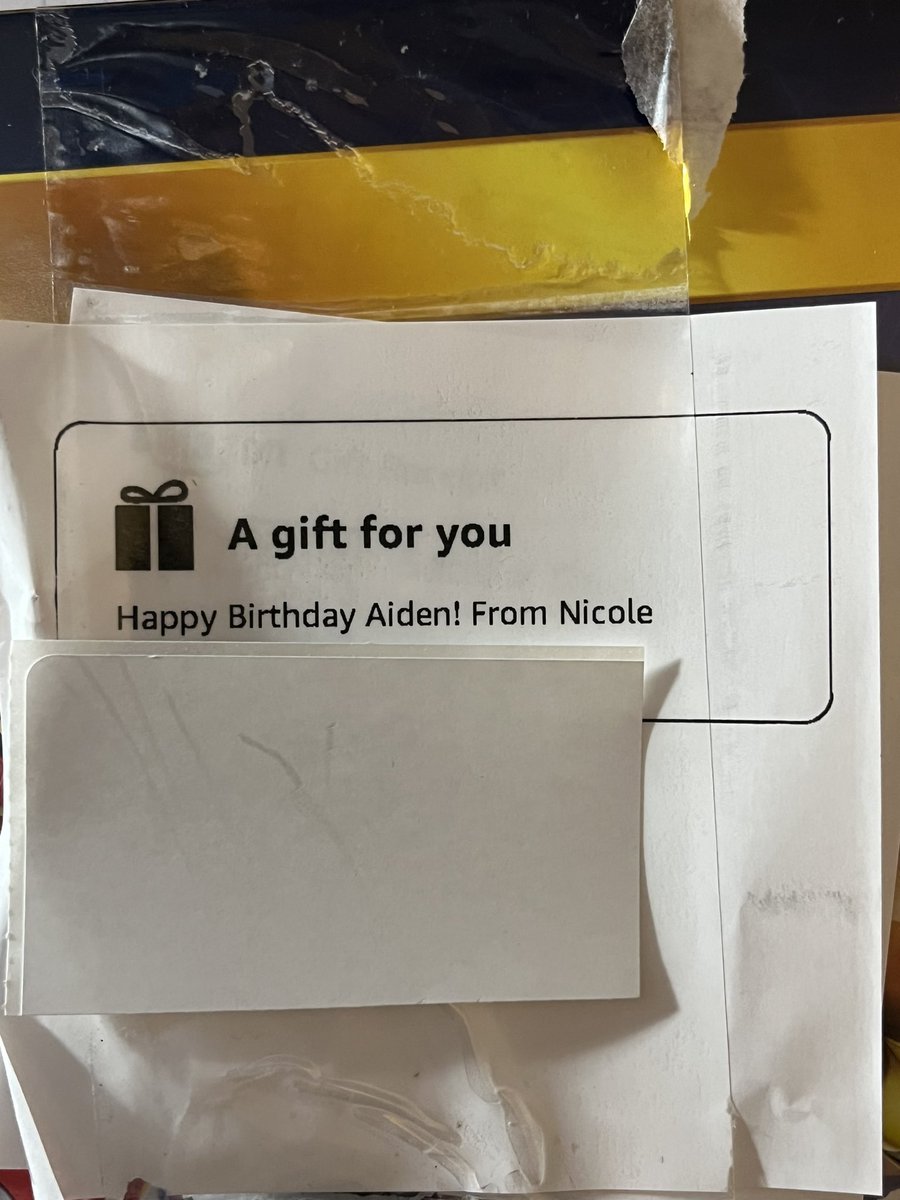 A gift for you
Happy Birthday Aiden! From Nicole